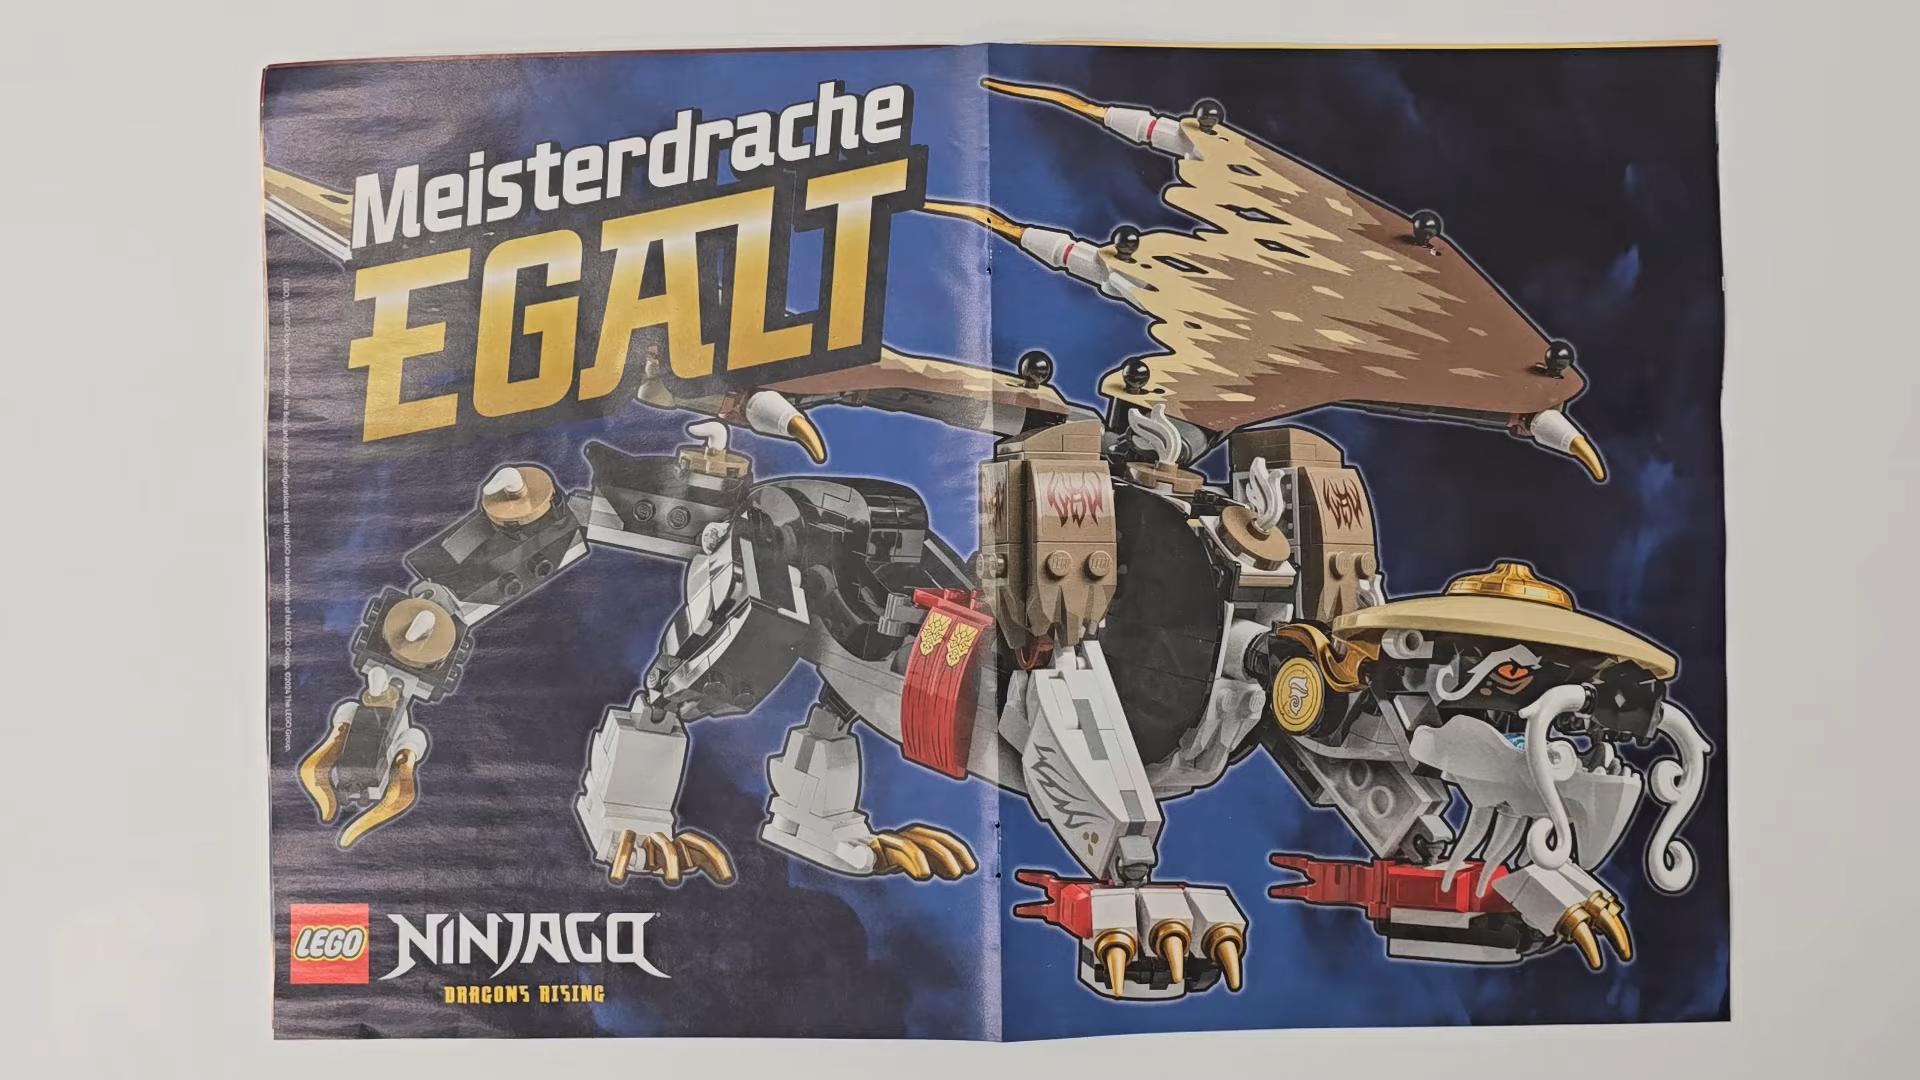 Meisterdrache
EGALT
LEGO
NINJAGO
DRAGONS RISING